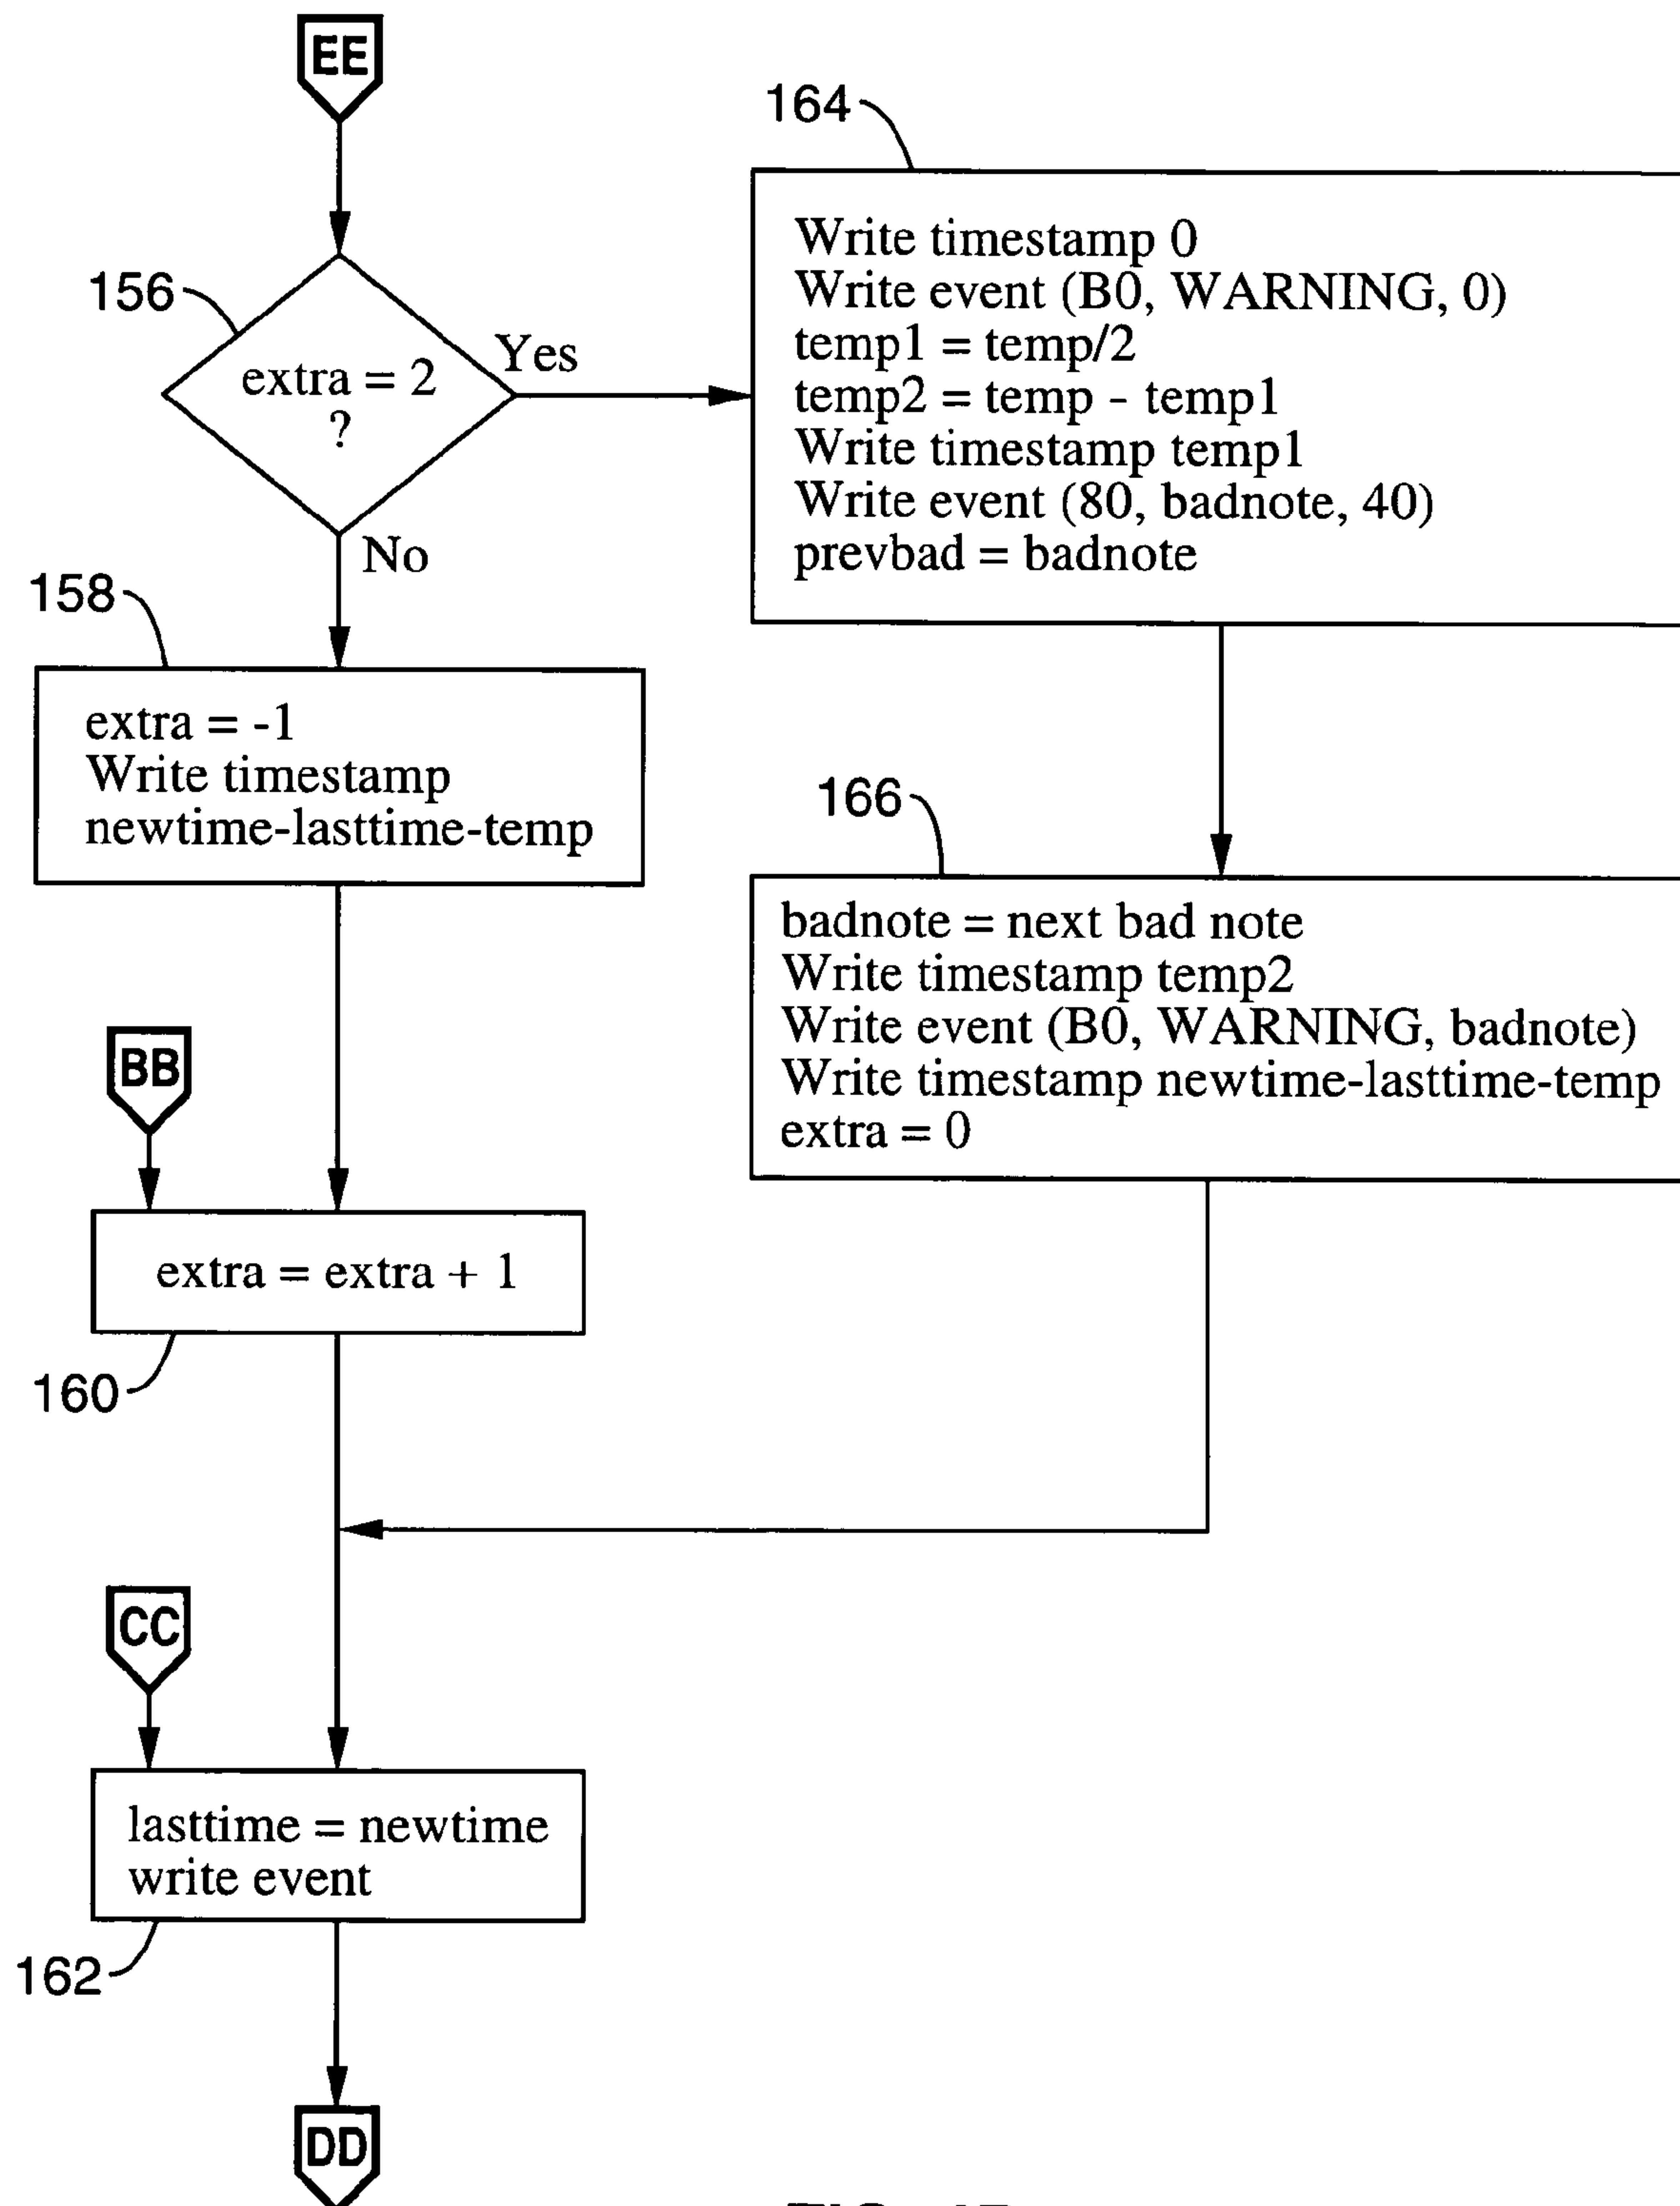 EE
164
Write timestamp 0
Write event (B0, WARNING, 0)
temp1 = temp/2
temp2 = temp - temp1
Write timestamp temp1
Write event (80, badnote, 40)
prevbad = badnote
156
extra = 2
?
Yes
No
158
extra = -1
Write timestamp
newtime-lasttime-temp
166
badnote = next bad note
Write timestamp temp2
Write event (B0, WARNING, badnote)
Write timestamp newtime-lasttime-temp
extra = 0
BB
extra = extra + 1
160
CC
lasttime = newtime
write event
162
DD